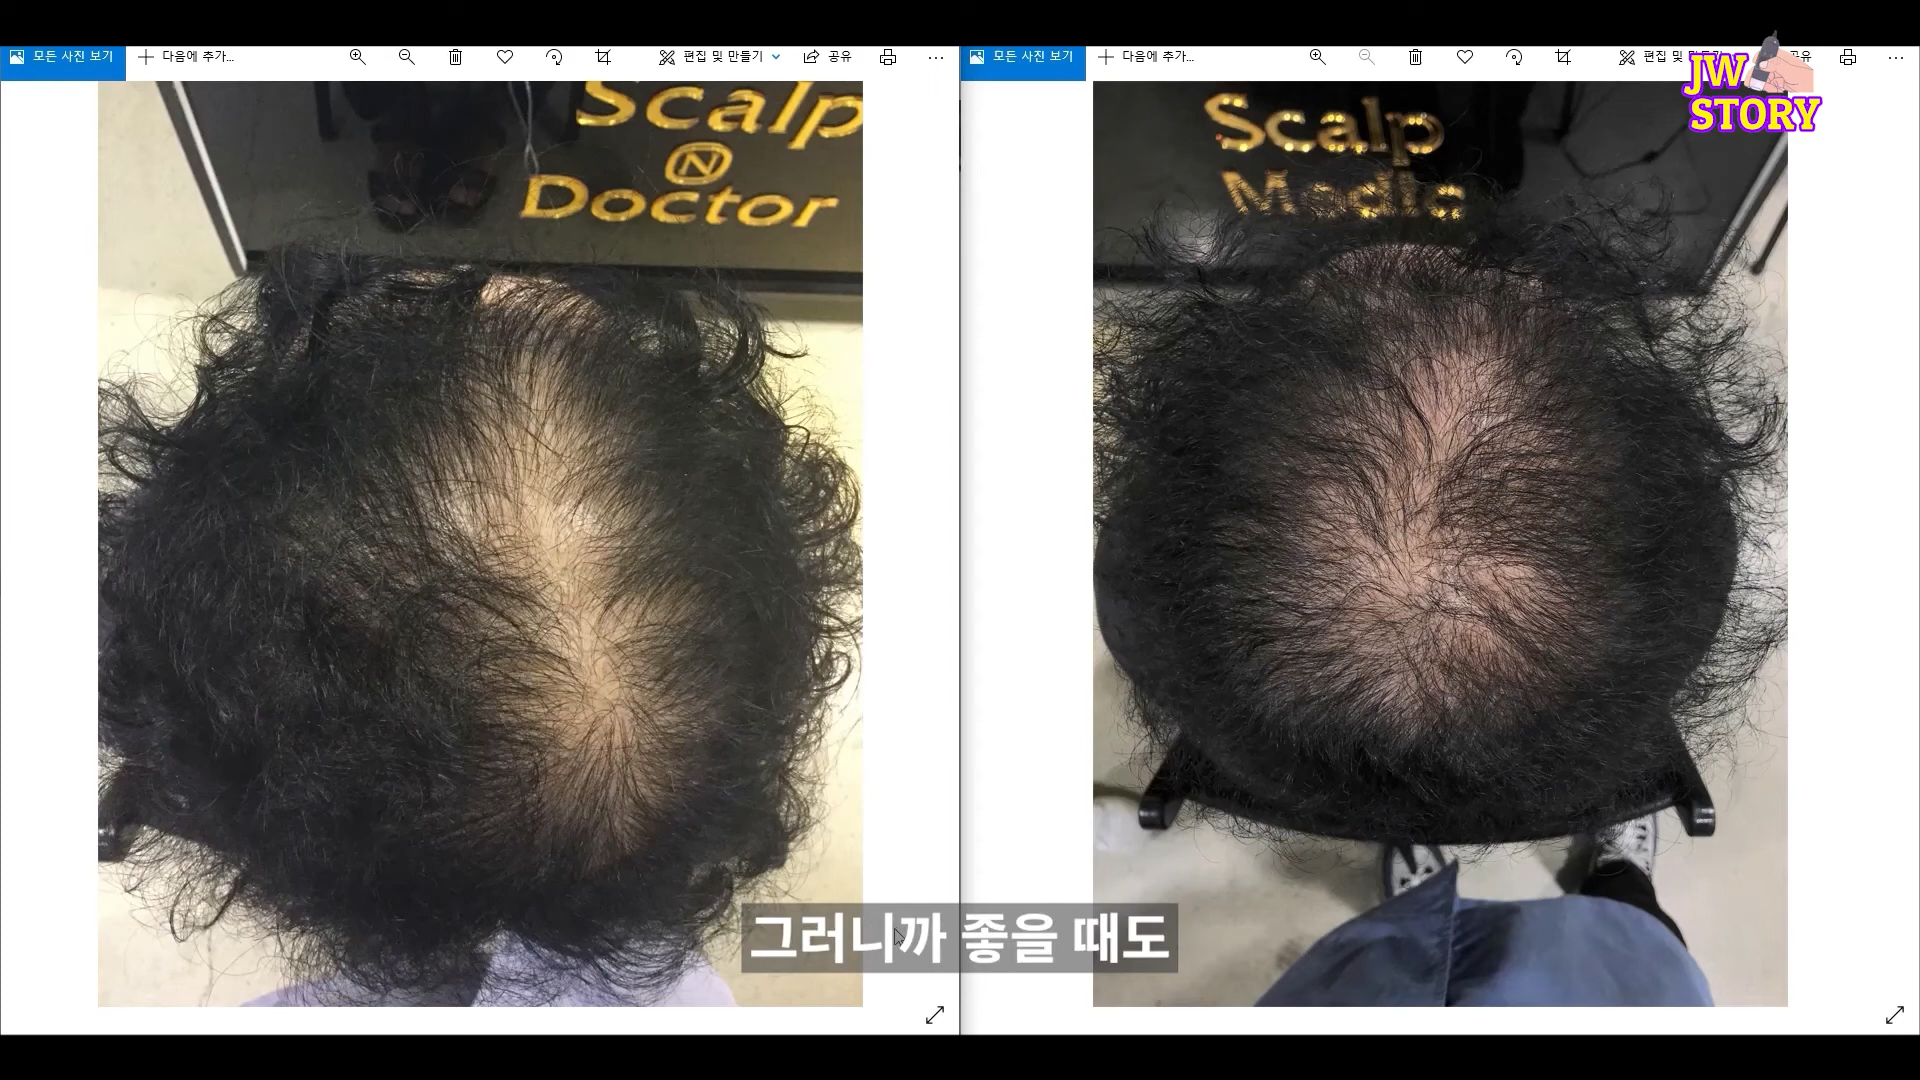 모든 사진 보기
다음에 추가...
편집 및 만들기
공유
모든 사진 보기
다음에 추가...
편집 및
공유
JW
STORY
Scalp
N
Doctor
Scalp
Medic
그러니까 좋을 때도